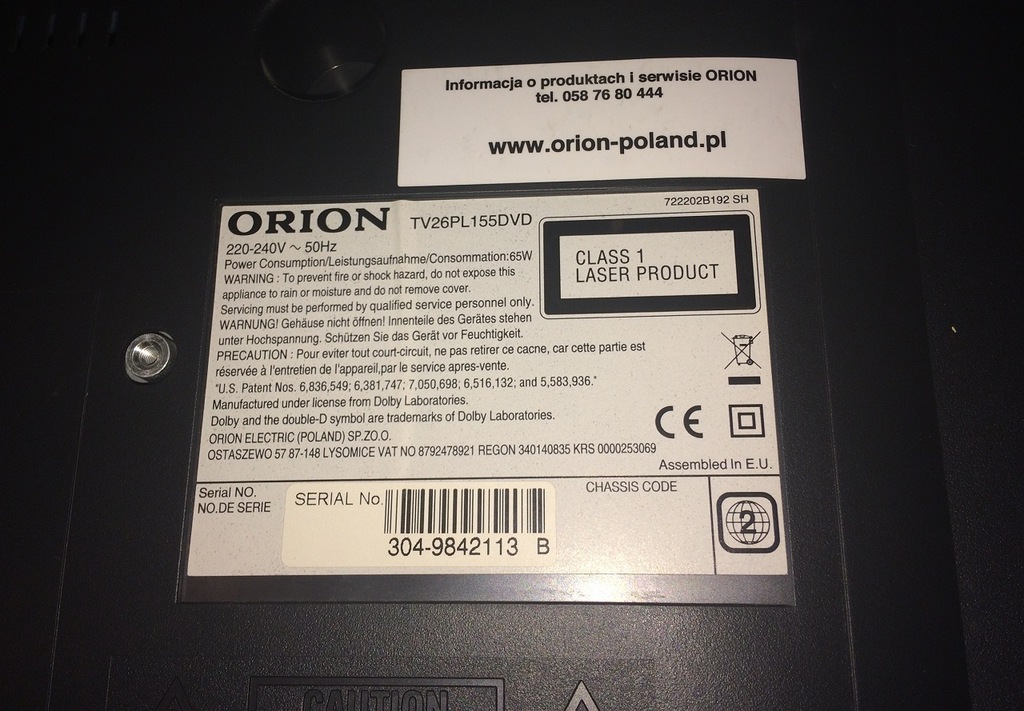 Informacja o produktach i serwisie ORION
tel. 058 76 80 444
www.orion-poland.pl
722202B192 SH
ORION TV26PL155DVD
220-240V ~ 50Hz
Power Consumption/Leistungsaufnahme/Consommation:65W
WARNING : To prevent fire or shock hazard, do not expose this
appliance to rain or moisture and do not remove cover.
Servicing must be performed by qualified service personnel only.
WARNUNG! Gehäuse nicht öffnen! Innenteile des Gerätes stehen
unter Hochspannung. Schützen Sie das Gerät vor Feuchtigkeit.
PRECAUTION : Pour eviter tout court-circuit, ne pas retirer ce cacne, car cette partie est
réservée à l'entretien de l'appareil,par le service apres-vente.
"U.S. Patent Nos. 6,836,549; 6,381,747; 7,050,698; 6,516,132; and 5,583,936."
Manufactured under license from Dolby Laboratories.
Dolby and the double-D symbol are trademarks of Dolby Laboratories.
ORION ELECTRIC (POLAND) SP.ZO.O.
OSTASZEWO 57 87-148 LYSOMICE VAT NO 8792478921 REGON 340140835 KRS 0000253069
CLASS 1
LASER PRODUCT
CE
Assembled In E.U.
Serial NO.
NO.DE SERIE
SERIAL No.
304-9842113 B
CHASSIS CODE
2
CAUTION